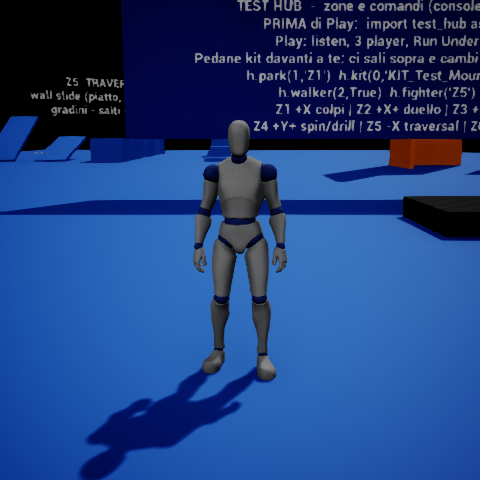 TEST HUB - zone e comandi (console
PRIMA di Play: import test_hub as
Play: listen, 3 player, Run Under
Pedane kit davanti a te: ci sali sopra e cambi
h.park(1,'Z1') h.kit(0,'KIT_Test_Mour
h.walker(2,True) h.fighter('Z5')
Z1 +X colpi | Z2 +X+ duello | Z3 +
Z4 +Y+ spin/drill | Z5 -X traversal | Z6
Z5 TRAVER
wall slide (piatto,
gradini - salti